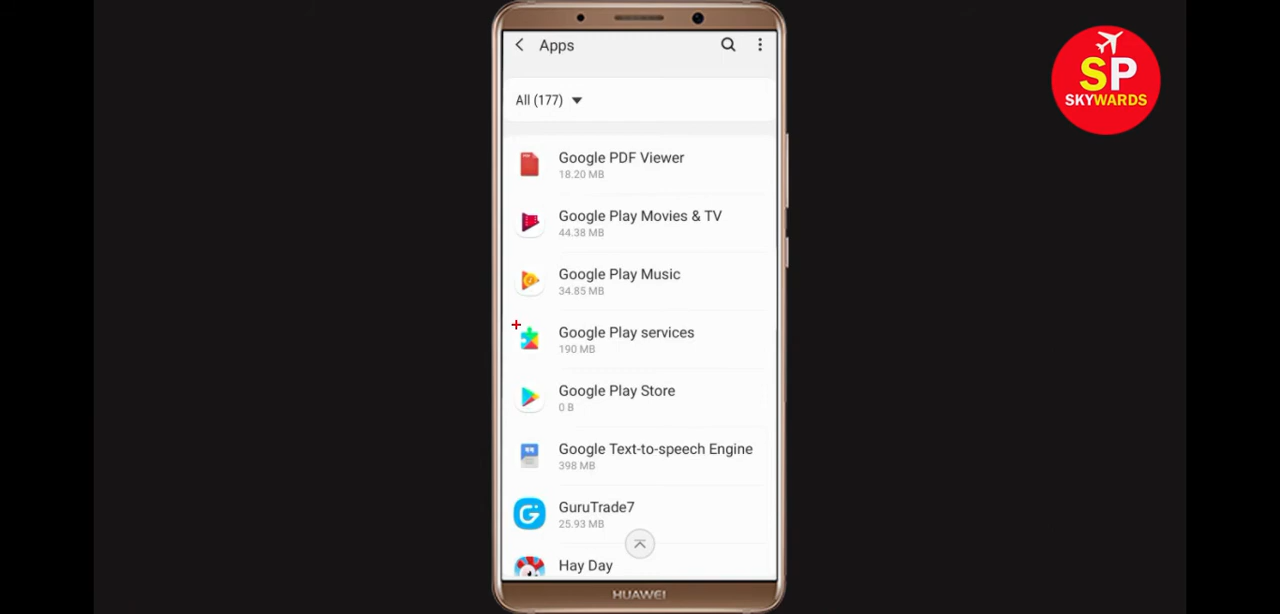 Apps
All (177)
Google PDF Viewer
18.20 MB
Google Play Movies & TV
44.38 MB
Google Play Music
34.85 MB
Google Play services
190 MB
Google Play Store
0 B
Google Text-to-speech Engine
398 MB
GuruTrade7
25.93 MB
Hay Day
HUAWEI
SP
SKYWARDS